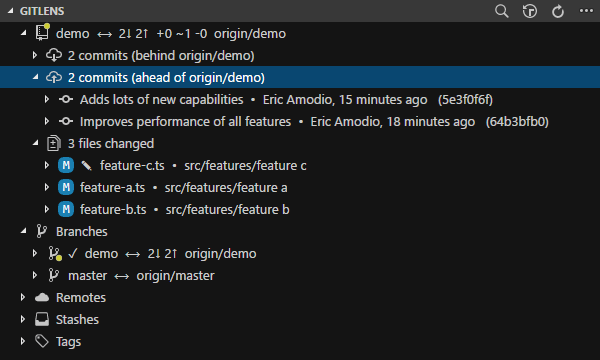 GITLENS
demo ↔ 2↓ 2↑ +0 ~1 -0 origin/demo
2 commits (behind origin/demo)
2 commits (ahead of origin/demo)
Adds lots of new capabilities • Eric Amodio, 15 minutes ago (5e3f0f6f)
Improves performance of all features • Eric Amodio, 18 minutes ago (64b3bfb0)
3 files changed
M feature-c.ts • src/features/feature c
M feature-a.ts • src/features/feature a
M feature-b.ts • src/features/feature b
Branches
✓ demo ↔ 2↓ 2↑ origin/demo
master ↔ origin/master
Remotes
Stashes
Tags